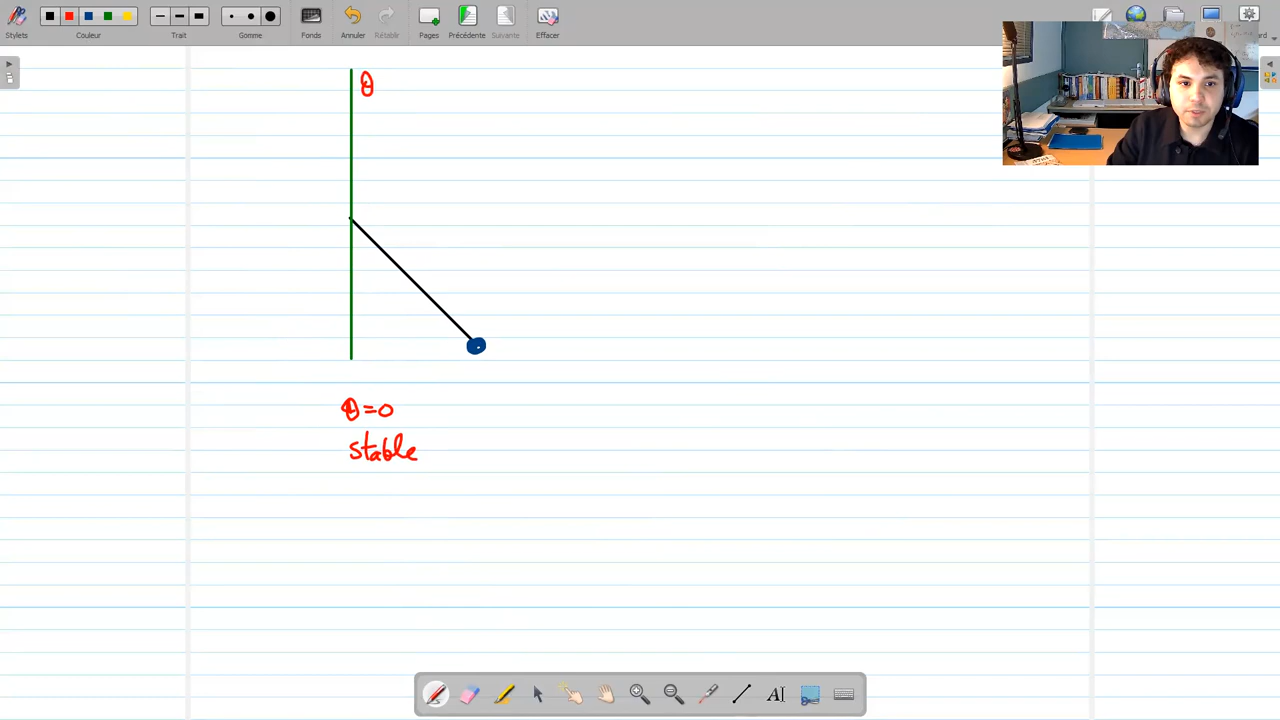 Stylets
Couleur
Trait
Gomme
Fonds
Annuler
Rétablir
Pages
Précédente
Suivante
Effacer
θ
θ=0
stable